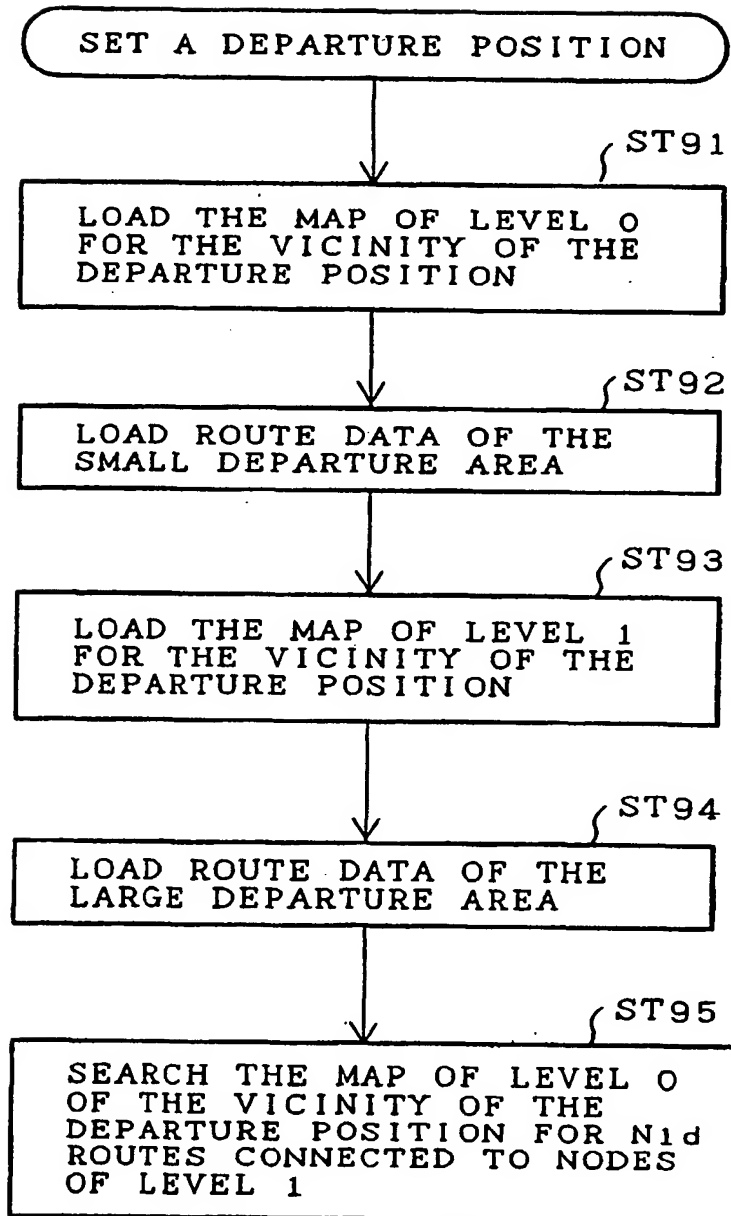 SET A DEPARTURE POSITION
ST91
LOAD THE MAP OF LEVEL 0
FOR THE VICINITY OF THE
DEPARTURE POSITION
ST92
LOAD ROUTE DATA OF THE
SMALL DEPARTURE AREA
ST93
LOAD THE MAP OF LEVEL 1
FOR THE VICINITY OF THE
DEPARTURE POSITION
ST94
LOAD ROUTE DATA OF THE
LARGE DEPARTURE AREA
ST95
SEARCH THE MAP OF LEVEL 0
OF THE VICINITY OF THE
DEPARTURE POSITION FOR N1d
ROUTES CONNECTED TO NODES
OF LEVEL 1